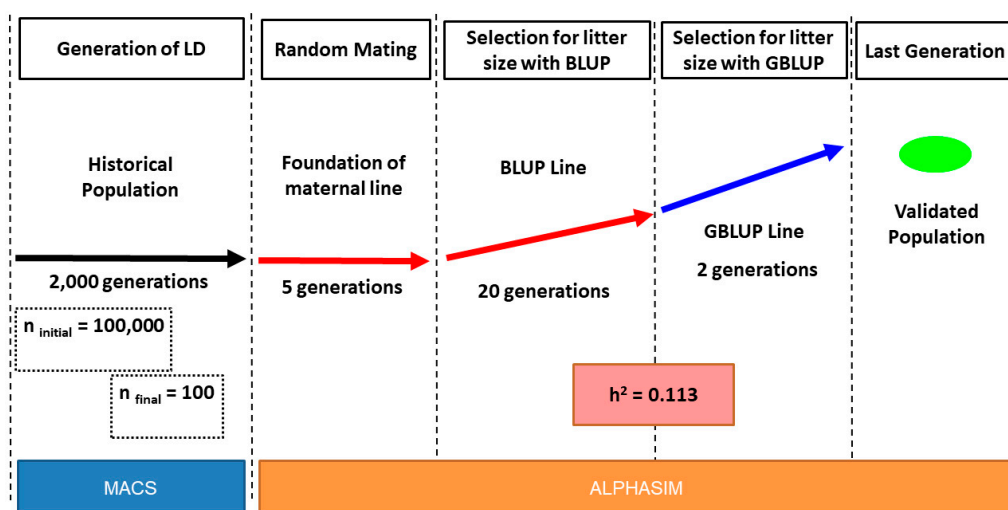 Generation of LD
Random Mating
Selection for litter
size with BLUP
Selection for litter
size with GBLUP
Last Generation
Historical
Population
Foundation of
maternal line
BLUP Line
GBLUP Line
Validated
Population
2,000 generations
5 generations
20 generations
2 generations
n initial = 100,000
n final = 100
h² = 0.113
MACS
ALPHASIM